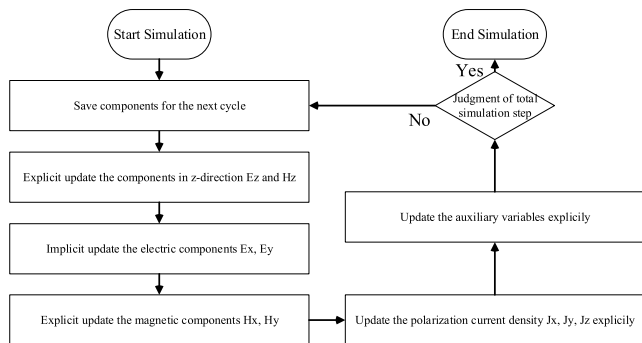 Start Simulation
Save components for the next cycle
Explicit update the components in z-direction Ez and Hz
Implicit update the electric components Ex, Ey
Explicit update the magnetic components Hx, Hy
Update the polarization current density Jx, Jy, Jz explicily
Update the auxiliary variables explicily
Judgment of total
simulation step
No
Yes
End Simulation